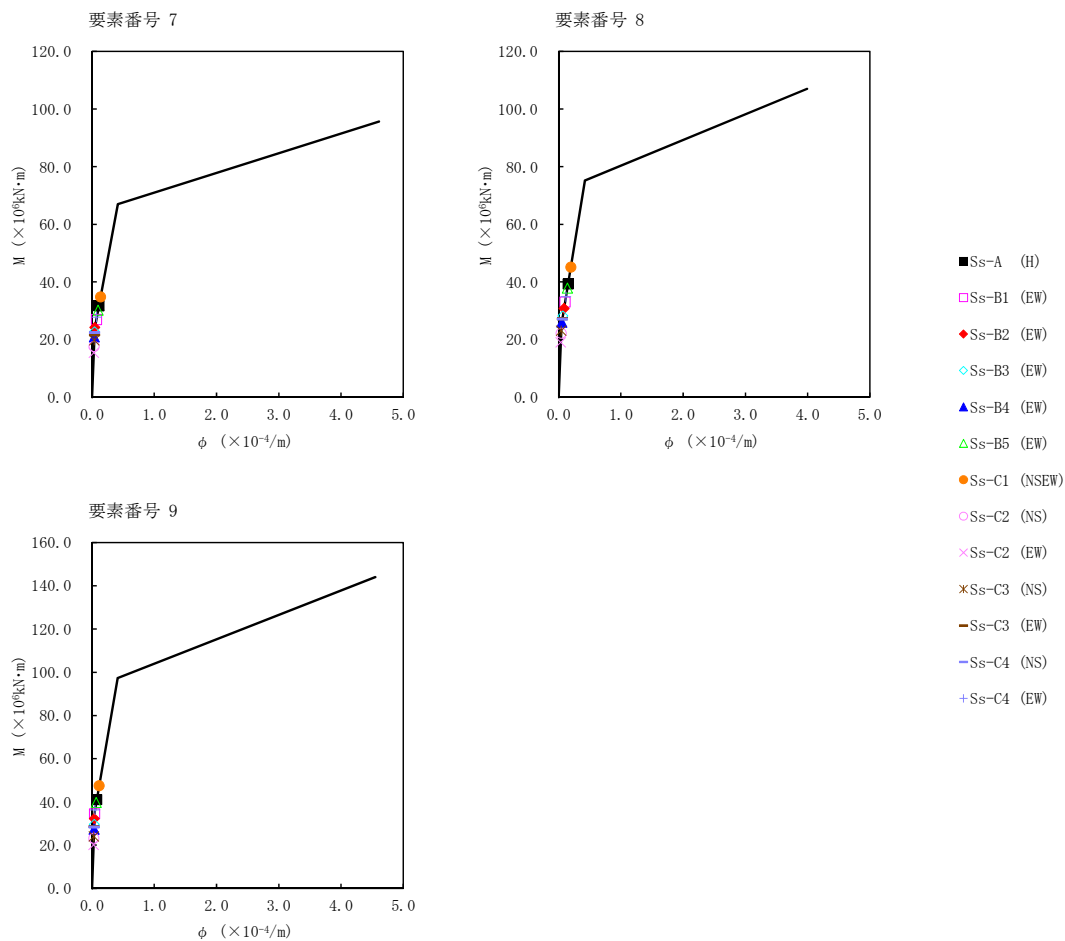 要素番号 7
120.0
100.0
80.0
60.0
40.0
20.0
0.0
M (×10⁶kN・m)
0.0 1.0 2.0 3.0 4.0 5.0
φ (×10⁻⁴/m)
要素番号 8
120.0
100.0
80.0
60.0
40.0
20.0
0.0
M (×10⁶kN・m)
0.0 1.0 2.0 3.0 4.0 5.0
φ (×10⁻⁴/m)
要素番号 9
160.0
140.0
120.0
100.0
80.0
60.0
40.0
20.0
0.0
M (×10⁶kN・m)
0.0 1.0 2.0 3.0 4.0 5.0
φ (×10⁻⁴/m)
Ss-A (H)
Ss-B1 (EW)
Ss-B2 (EW)
Ss-B3 (EW)
Ss-B4 (EW)
Ss-B5 (EW)
Ss-C1 (NSEW)
Ss-C2 (NS)
Ss-C2 (EW)
Ss-C3 (NS)
Ss-C3 (EW)
Ss-C4 (NS)
Ss-C4 (EW)